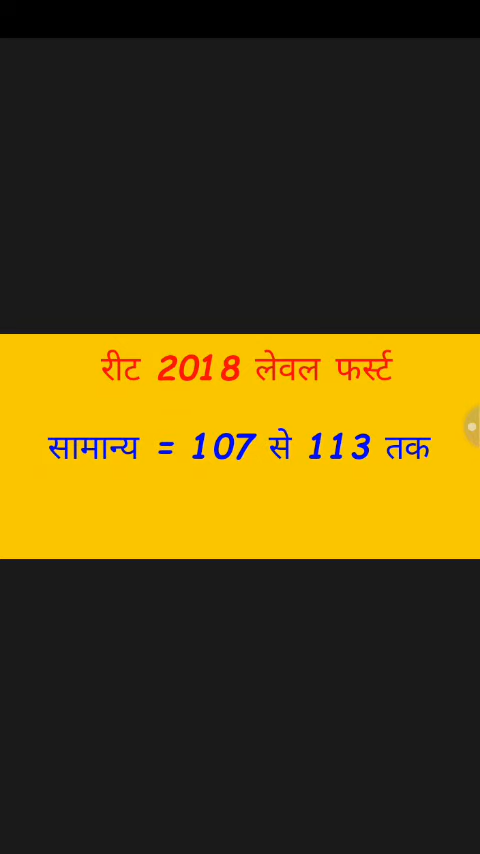 रीट 2018 लेवल फर्स्ट
सामान्य = 107 से 113 तक